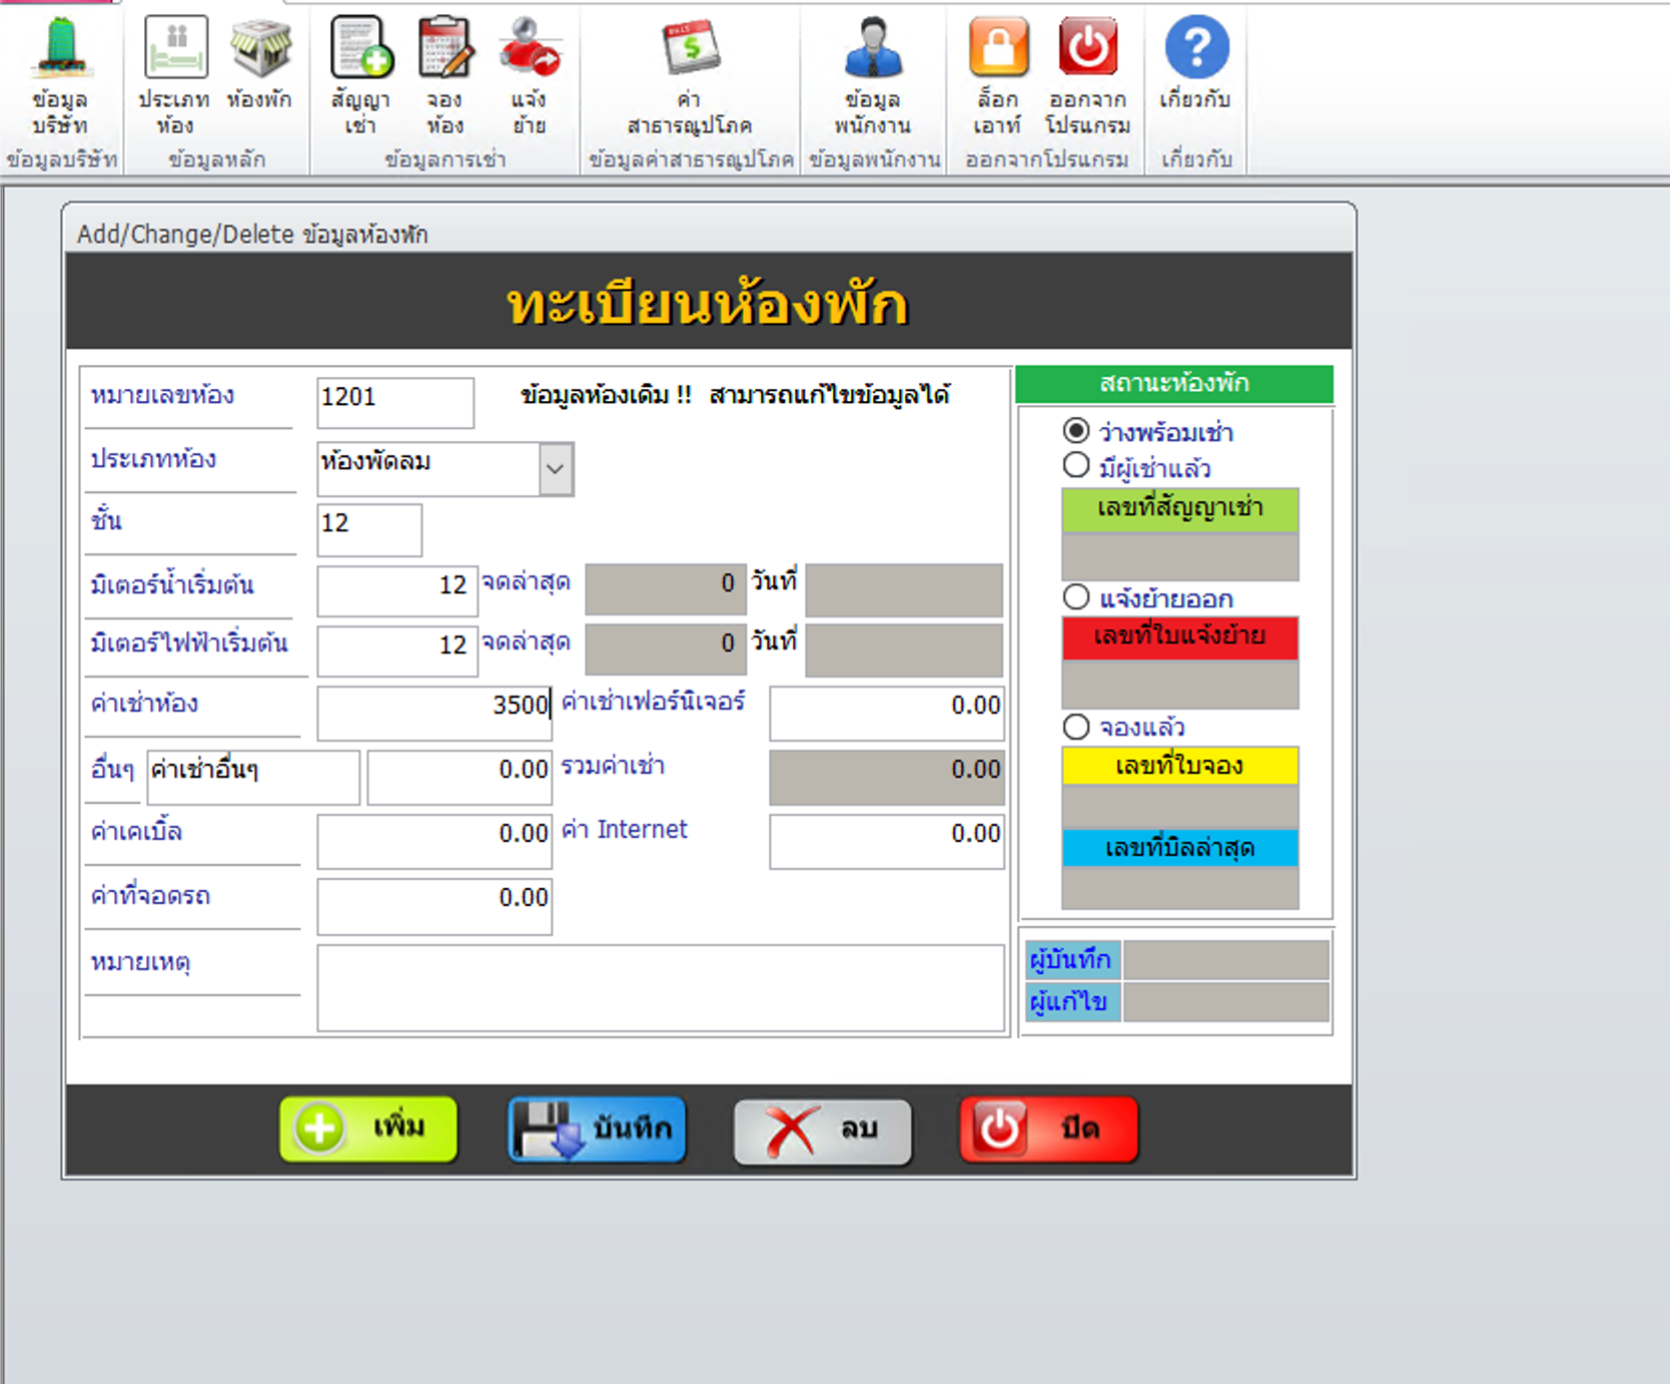 ข้อมูล
บริษัท
ประเภท
ห้อง
ห้องพัก
สัญญา
เช่า
จอง
ห้อง
แจ้ง
ย้าย
ค่า
สาธารณุปโภค
ข้อมูล
พนักงาน
ล็อก
เอาท์
ออกจาก
โปรแกรม
เกี่ยวกับ
ข้อมูลบริษัท
ข้อมูลหลัก
ข้อมูลการเช่า
ข้อมูลค่าสาธารณุปโภค
ข้อมูลพนักงาน
ออกจากโปรแกรม
เกี่ยวกับ
Add/Change/Delete ข้อมูลห้องพัก
ทะเบียนห้องพัก
หมายเลขห้อง 1201 ข้อมูลห้องเดิม !! สามารถแก้ไขข้อมูลได้
ประเภทห้อง ห้องพัดลม
ชั้น 12
มิเตอร์น้ำเริ่มต้น 12 จดล่าสุด 0 วันที่
มิเตอร์ไฟฟ้าเริ่มต้น 12 จดล่าสุด 0 วันที่
ค่าเช่าห้อง 3500 ค่าเช่าเฟอร์นิเจอร์ 0.00
อื่นๆ ค่าเช่าอื่นๆ 0.00 รวมค่าเช่า 0.00
ค่าเคเบิ้ล 0.00 ค่า Internet 0.00
ค่าที่จอดรถ 0.00
หมายเหตุ
สถานะห้องพัก
ว่างพร้อมเช่า
มีผู้เช่าแล้ว
เลขที่สัญญาเช่า
แจ้งย้ายออก
เลขที่ใบแจ้งย้าย
จองแล้ว
เลขที่ใบจอง
เลขที่บิลล่าสุด
ผู้บันทึก
ผู้แก้ไข
เพิ่ม
บันทึก
ลบ
ปิด